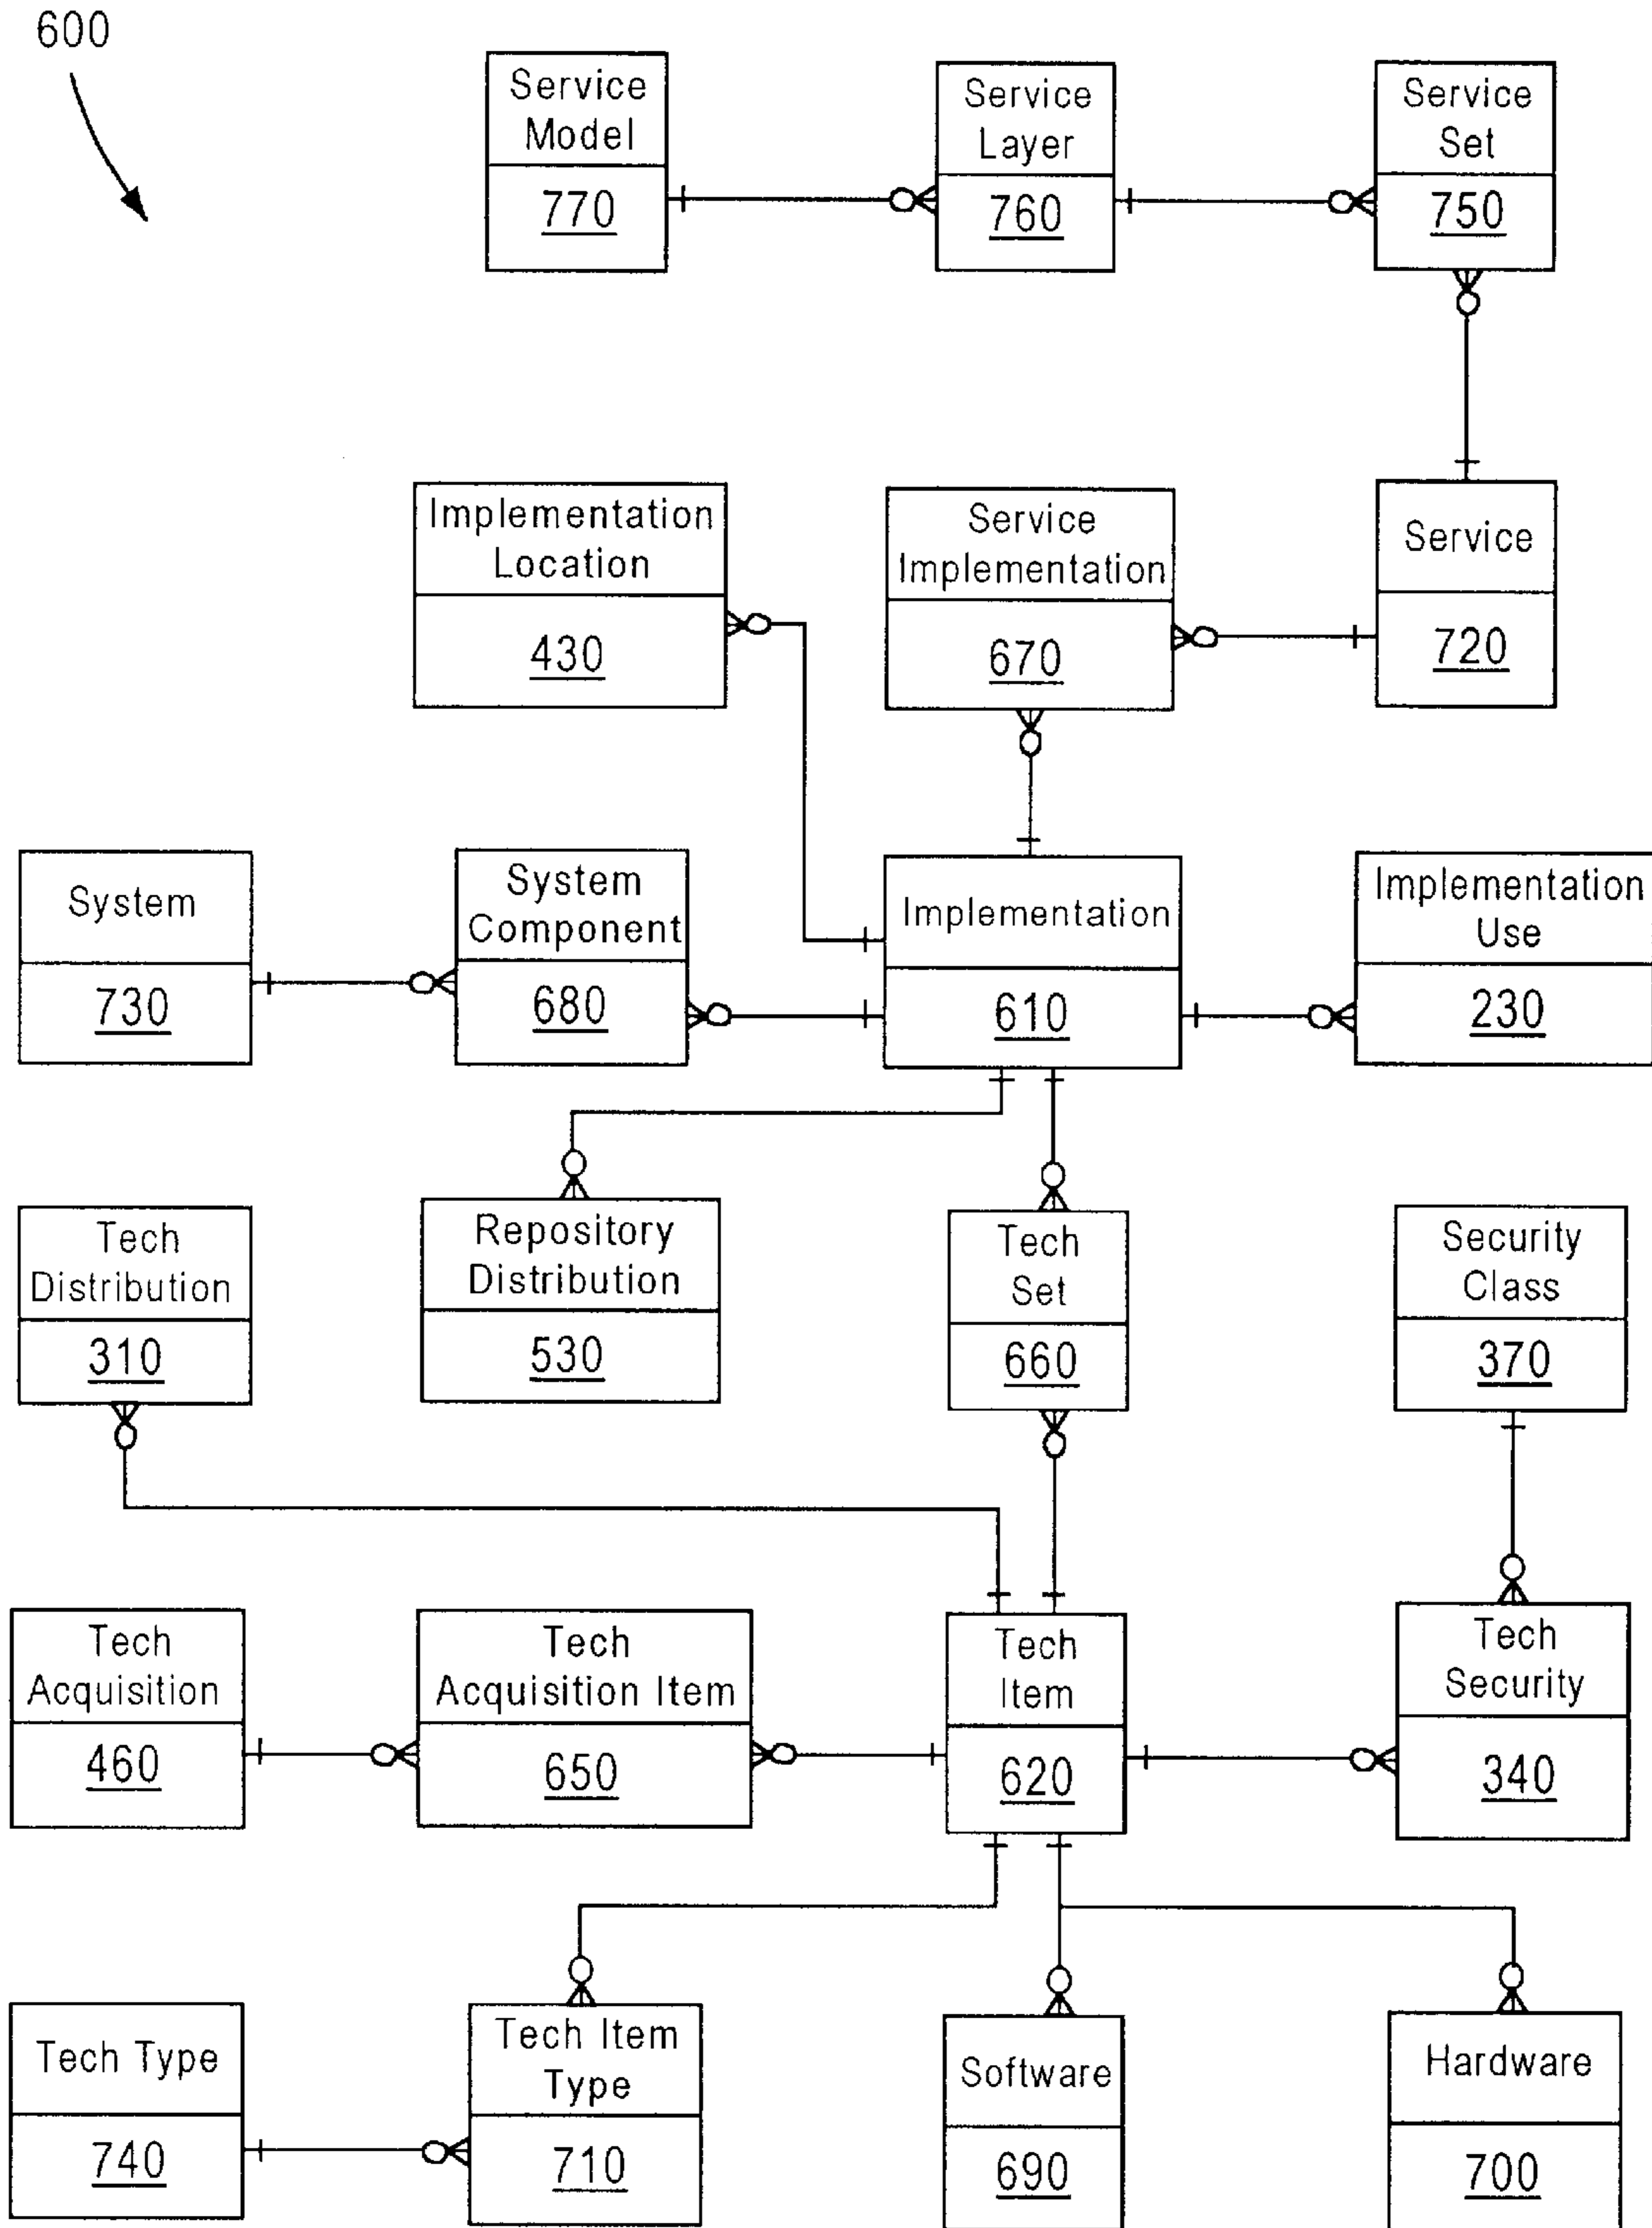 600
Service
Model
770
Service
Layer
760
Service
Set
750
Implementation
Location
430
Service
Implementation
670
Service
720
System
730
System
Component
680
Implementation
610
Implementation
Use
230
Tech
Distribution
310
Repository
Distribution
530
Tech
Set
660
Security
Class
370
Tech
Acquisition
460
Tech
Acquisition Item
650
Tech
Item
620
Tech
Security
340
Tech Type
740
Tech Item
Type
710
Software
690
Hardware
700